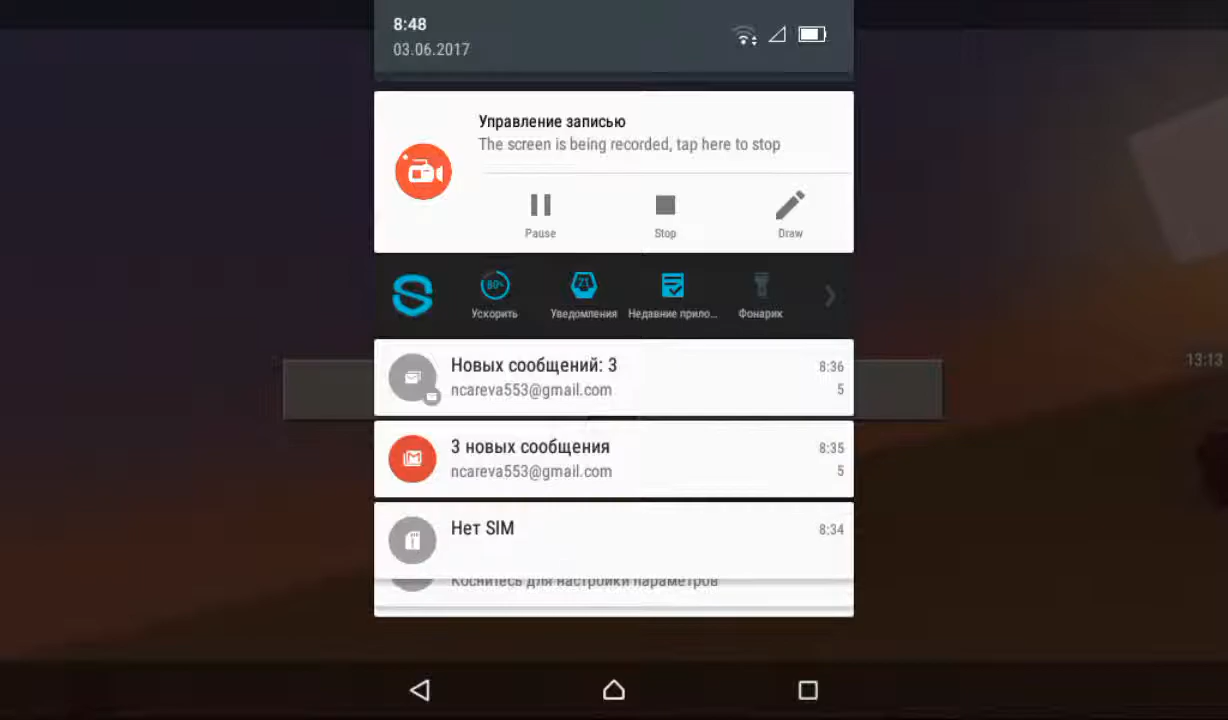 8:48
03.06.2017
Управление записью
The screen is being recorded, tap here to stop
Pause
Stop
Draw
80%
21
Ускорить
Уведомления
Недавние прило...
Фонарик
Новых сообщений: 3
8:36
ncareva553@gmail.com
5
13:13
3 новых сообщения
8:35
ncareva553@gmail.com
5
Нет SIM
8:34
Коснитесь для настройки параметров